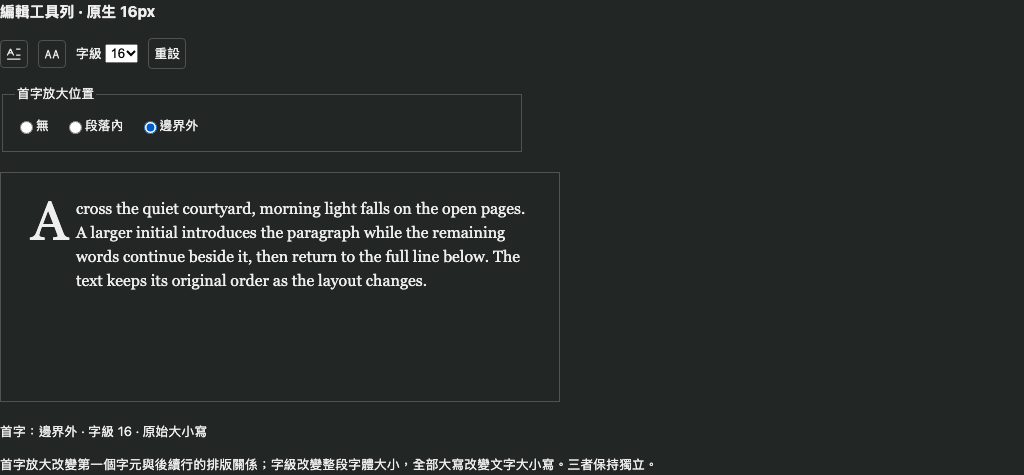 編輯工具列 · 原生 16px
A AA 字級 16 重設
首字放大位置
無 段落內 邊界外
Across the quiet courtyard, morning light falls on the open pages.
A larger initial introduces the paragraph while the remaining
words continue beside it, then return to the full line below. The
text keeps its original order as the layout changes.
首字：邊界外 · 字級 16 · 原始大小寫
首字放大改變第一個字元與後續行的排版關係；字級改變整段字體大小，全部大寫改變文字大小寫。三者保持獨立。